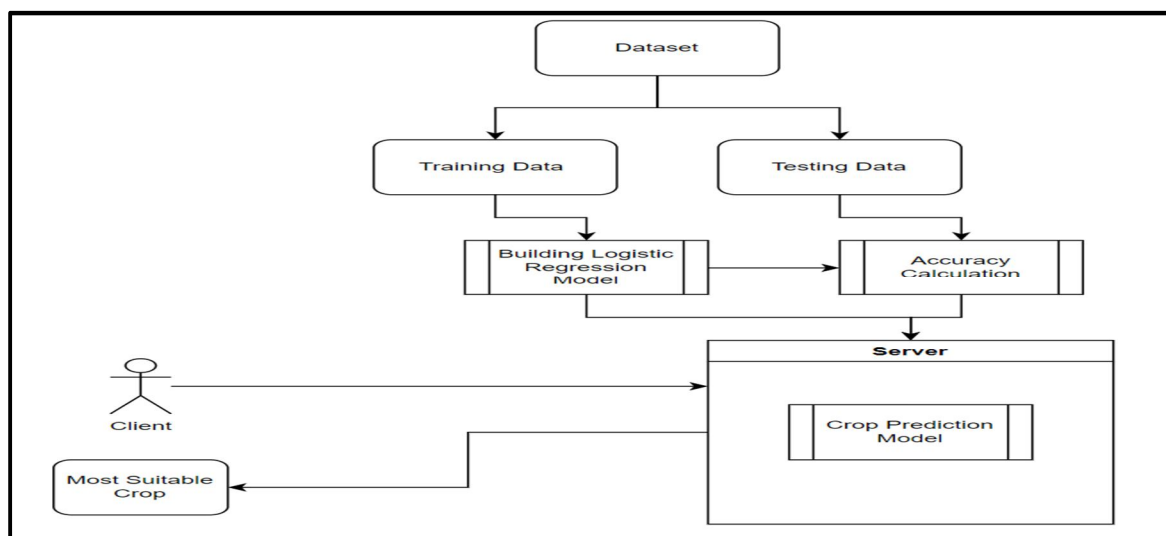 Dataset
Training Data
Testing Data
Building Logistic
Regression
Model
Accuracy
Calculation
Server
Client
Crop Prediction
Model
Most Suitable
Crop